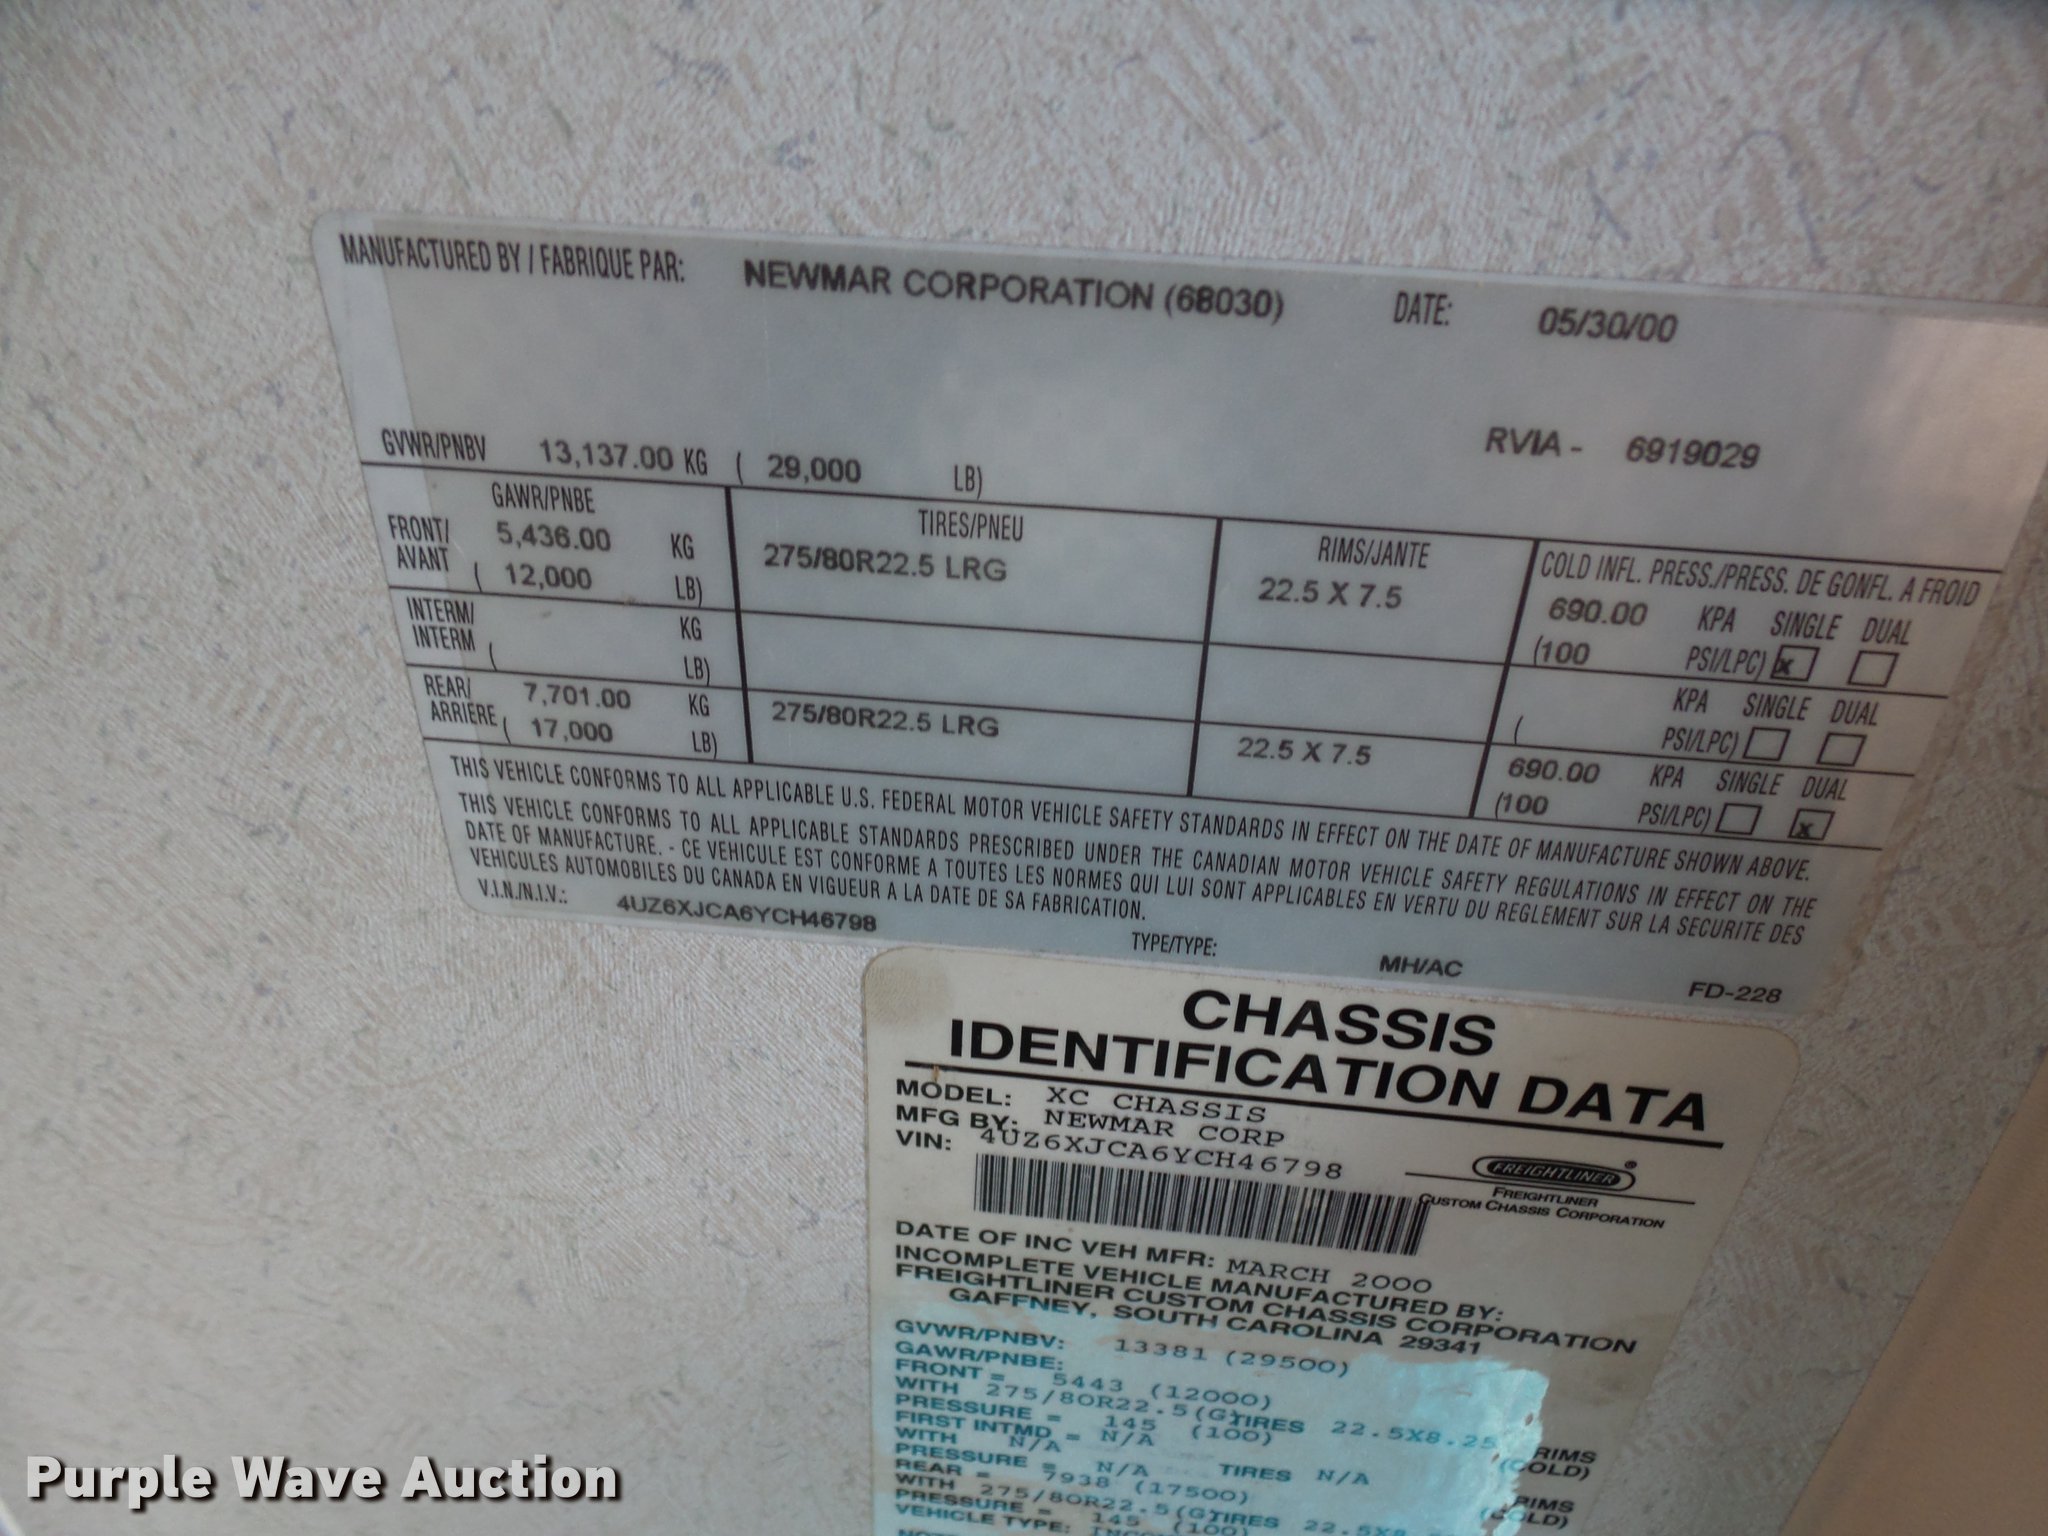 MANUFACTURED BY / FABRIQUE PAR: NEWMAR CORPORATION (68030) DATE: 05/30/00
RVIA - 6919029
GVWR/PNBV 13,137.00 KG ( 29,000 LB)
GAWR/PNBE TIRES/PNEU RIMS/JANTE COLD INFL. PRESS./PRESS. DE GONFL. A FROID
FRONT/ 5,436.00 KG 275/80R22.5 LRG 22.5 X 7.5 690.00 KPA SINGLE DUAL
AVANT ( 12,000 LB) (100 PSI/LPC) x
INTERM/ KG KPA SINGLE DUAL
INTERM ( LB) ( PSI/LPC)
REAR/ 7,701.00 KG 275/80R22.5 LRG 22.5 X 7.5 690.00 KPA SINGLE DUAL
ARRIERE ( 17,000 LB) (100 PSI/LPC) x
THIS VEHICLE CONFORMS TO ALL APPLICABLE U.S. FEDERAL MOTOR VEHICLE SAFETY STANDARDS IN EFFECT ON THE DATE OF MANUFACTURE SHOWN ABOVE.
THIS VEHICLE CONFORMS TO ALL APPLICABLE STANDARDS PRESCRIBED UNDER THE CANADIAN MOTOR VEHICLE SAFETY REGULATIONS IN EFFECT ON THE
DATE OF MANUFACTURE. - CE VEHICULE EST CONFORME A TOUTES LES NORMES QUI LUI SONT APPLICABLES EN VERTU DU REGLEMENT SUR LA SECURITE DES
VEHICULES AUTOMOBILES DU CANADA EN VIGUEUR A LA DATE DE SA FABRICATION.
V.I.N./N.I.V.: 4UZ6XJCA6YCH46798 TYPE/TYPE: MH/AC
FD-228
CHASSIS
IDENTIFICATION DATA
MODEL: XC CHASSIS
MFG BY: NEWMAR CORP
VIN: 4UZ6XJCA6YCH46798
FREIGHTLINER ®
FREIGHTLINER
CUSTOM CHASSIS CORPORATION
DATE OF INC VEH MFR: MARCH 2000
INCOMPLETE VEHICLE MANUFACTURED BY:
FREIGHTLINER CUSTOM CHASSIS CORPORATION
GAFFNEY, SOUTH CAROLINA 29341
GVWR/PNBV: 13381 (29500)
GAWR/PNBE:
FRONT = 5443 (12000)
WITH 275/80R22.5(G) TIRES 22.5X8.25 RIMS
PRESSURE = 145 (100) (COLD)
FIRST INTMD = N/A
WITH N/A TIRES N/A RIMS
PRESSURE = N/A (COLD)
REAR = 7938 (17500)
WITH 275/80R22.5(G) TIRES
PRESSURE = 145 (100)
VEHICLE TYPE:
Purple Wave Auction